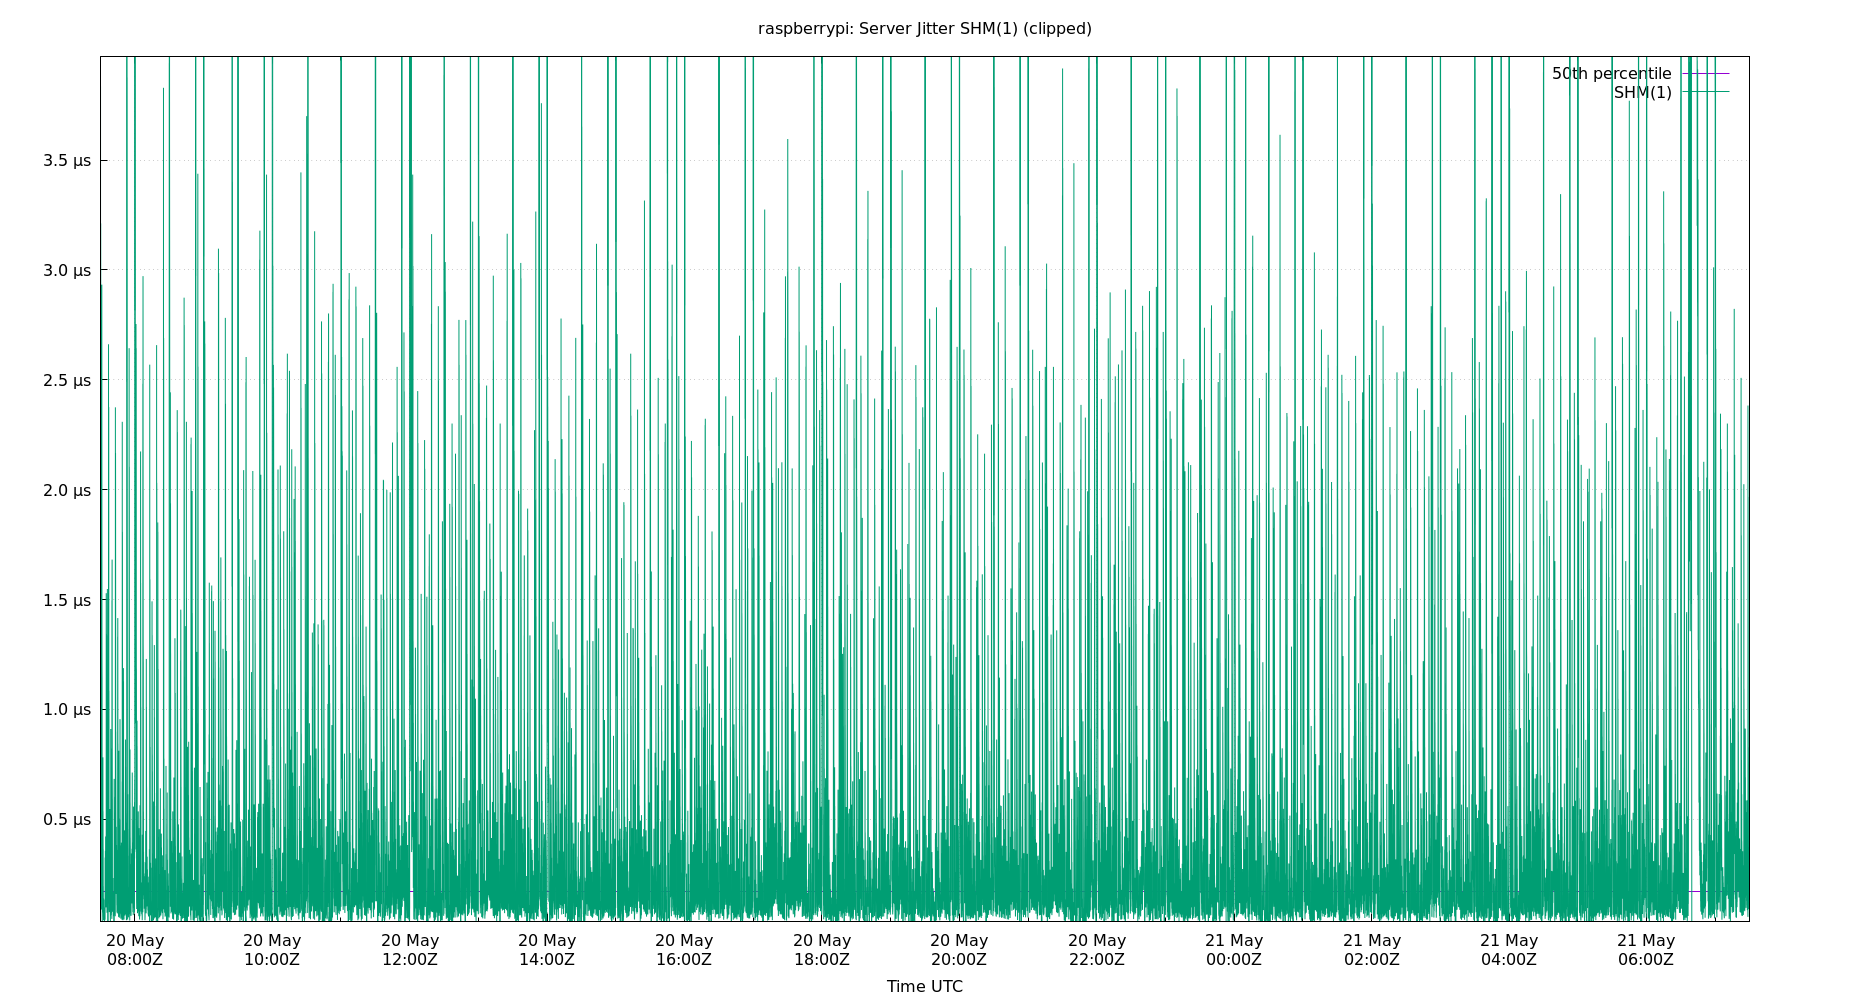 raspberrypi: Server Jitter SHM(1) (clipped)
50th percentile
SHM(1)
3.5 µs
3.0 µs
2.5 µs
2.0 µs
1.5 µs
1.0 µs
0.5 µs
20 May 20 May 20 May 20 May 20 May 20 May 20 May 20 May 21 May 21 May 21 May 21 May
08:00Z 10:00Z 12:00Z 14:00Z 16:00Z 18:00Z 20:00Z 22:00Z 00:00Z 02:00Z 04:00Z 06:00Z
Time UTC